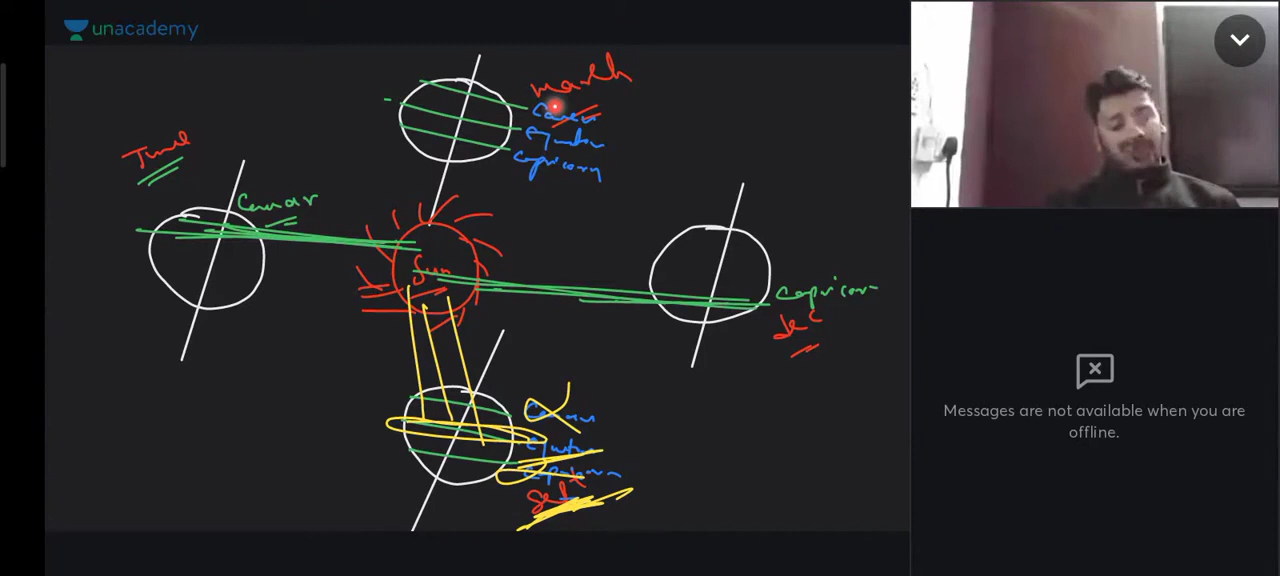 unacademy
March
Cancer
Equator
Capricorn
June
Cancer
Sun
Capricorn
dec
Cancer
Equator
Capricorn
Sept
Messages are not available when you are
offline.